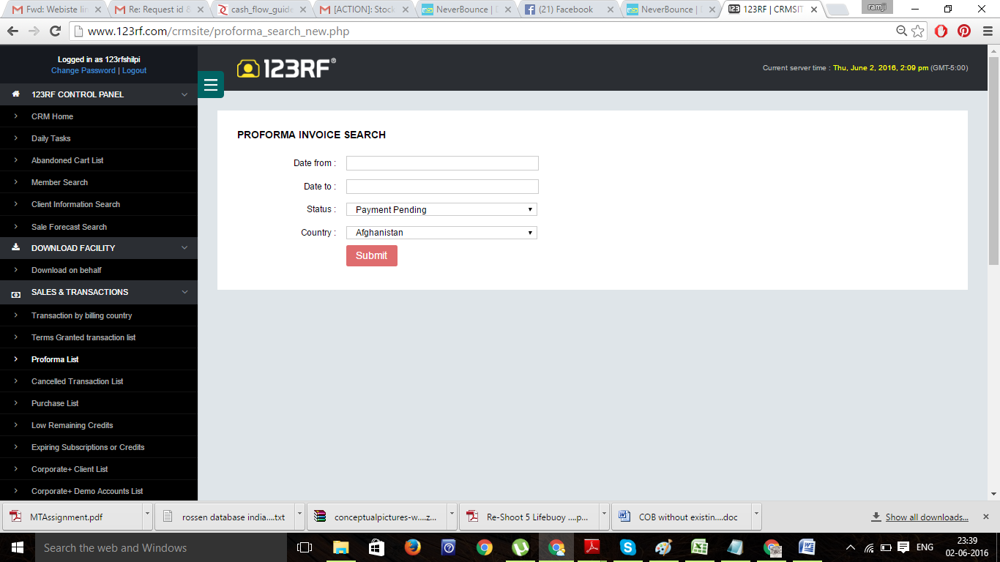 Fwd: Webiste lin
Re: Request id &
cash_flow_guide
[ACTION]: Stock
NeverBounce | D
(21) Facebook
NeverBounce | D
123RF | CRMSIT
ramji
www.123rf.com/crmsite/proforma_search_new.php
Logged in as 123rfshilpi
Change Password | Logout
123RF CONTROL PANEL
CRM Home
Daily Tasks
Abandoned Cart List
Member Search
Client Information Search
Sale Forecast Search
DOWNLOAD FACILITY
Download on behalf
SALES & TRANSACTIONS
Transaction by billing country
Terms Granted transaction list
Proforma List
Cancelled Transaction List
Purchase List
Low Remaining Credits
Expiring Subscriptions or Credits
Corporate+ Client List
Corporate+ Demo Accounts List
123RF®
Current server time : Thu, June 2, 2016, 2:09 pm (GMT-5:00)
PROFORMA INVOICE SEARCH
Date from :
Date to :
Status : Payment Pending
Country : Afghanistan
Submit
MTAssignment.pdf
rossen database india....txt
conceptualpictures-w....z...
Re-Shoot 5 Lifebuoy ....p...
COB without existin....doc
Show all downloads...
Search the web and Windows
ENG
23:39
02-06-2016